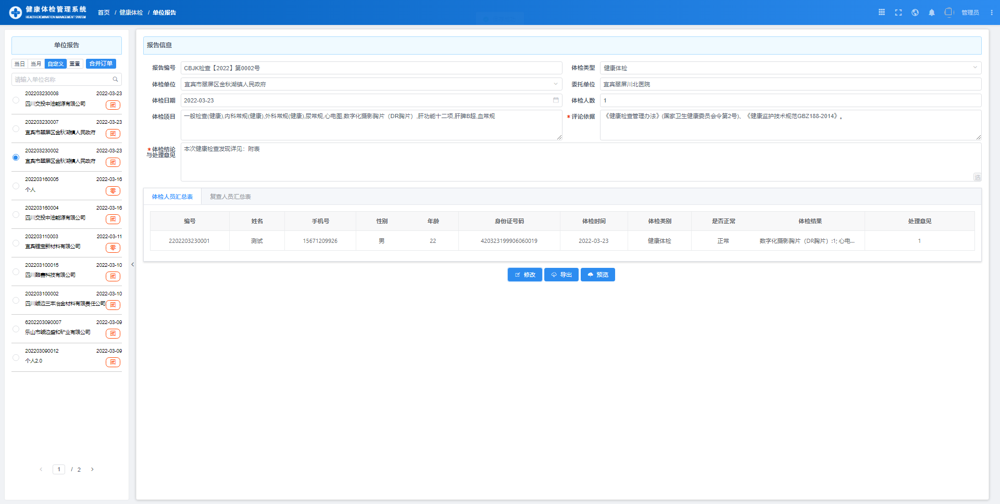 健康体检管理系统
HEALTH EXOMINATION MANAGEMENT SYSTEM
首页 / 健康体检 / 单位报告
管理员
单位报告
当日 当月 自定义 重置 合并订单
请输入单位名称
202203230008 2022-03-23
四川交投中油能源有限公司 团
202203230007 2022-03-23
宜宾市翠屏区金秋湖镇人民政府 团
202203230002 2022-03-23
宜宾市翠屏区金秋湖镇人民政府 团
202203160005 2022-03-16
个人 零
202203160004 2022-03-16
四川交投中油能源有限公司 团
202203110003 2022-03-11
宜宾锂宝新材料有限公司 零
202203100015 2022-03-10
四川酷赛科技有限公司 团
202203100002 2022-03-10
四川峨边三丰冶金材料有限责任公司 团
6202203090007 2022-03-09
乐山市峨边盛和矿业有限公司 团
202203090012 2022-03-09
个人2.0 团
1 / 2
报告信息
报告编号 CBJK检查【2022】第0002号 体检类型 健康体检
体检单位 宜宾市翠屏区金秋湖镇人民政府 委托单位 宜宾翠屏川北医院
体检日期 2022-03-23 体检人数 1
体检项目 一般检查(健康),内科常规(健康),外科常规(健康),尿常规,心电图,数字化摄影胸片（DR胸片）,肝功能十二项,肝脾B超,血常规 *评论依据 《健康检查管理办法》(国家卫生健康委员会令第2号)、《健康监护技术规范GBZ188-2014》。
*体检结论 本次健康检查发现详见：附表
与处理意见
选
体检人员汇总表 复查人员汇总表
编号 姓名 手机号 性别 年龄 身份证号码 体检时间 体检类别 是否正常 体检结果 处理意见
2202203230001 测试 15671209926 男 22 420323199906060019 2022-03-23 健康体检 正常 数字化摄影胸片（DR胸片）:1; 心电... 1
修改 导出 预览